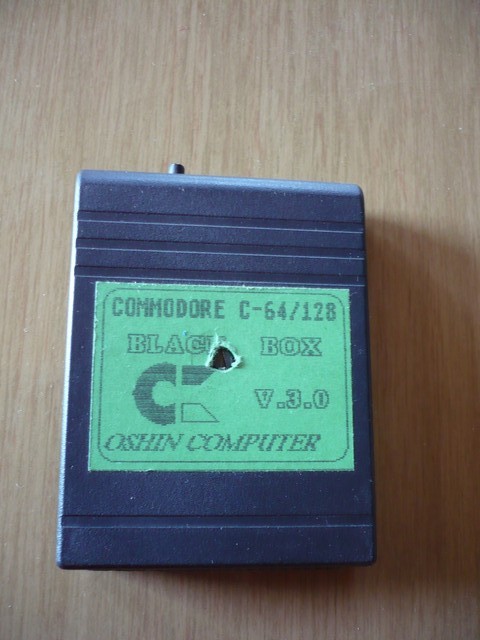 COMMODORE C-64/128
BLACK BOX
V.3.0
OSHIN COMPUTER